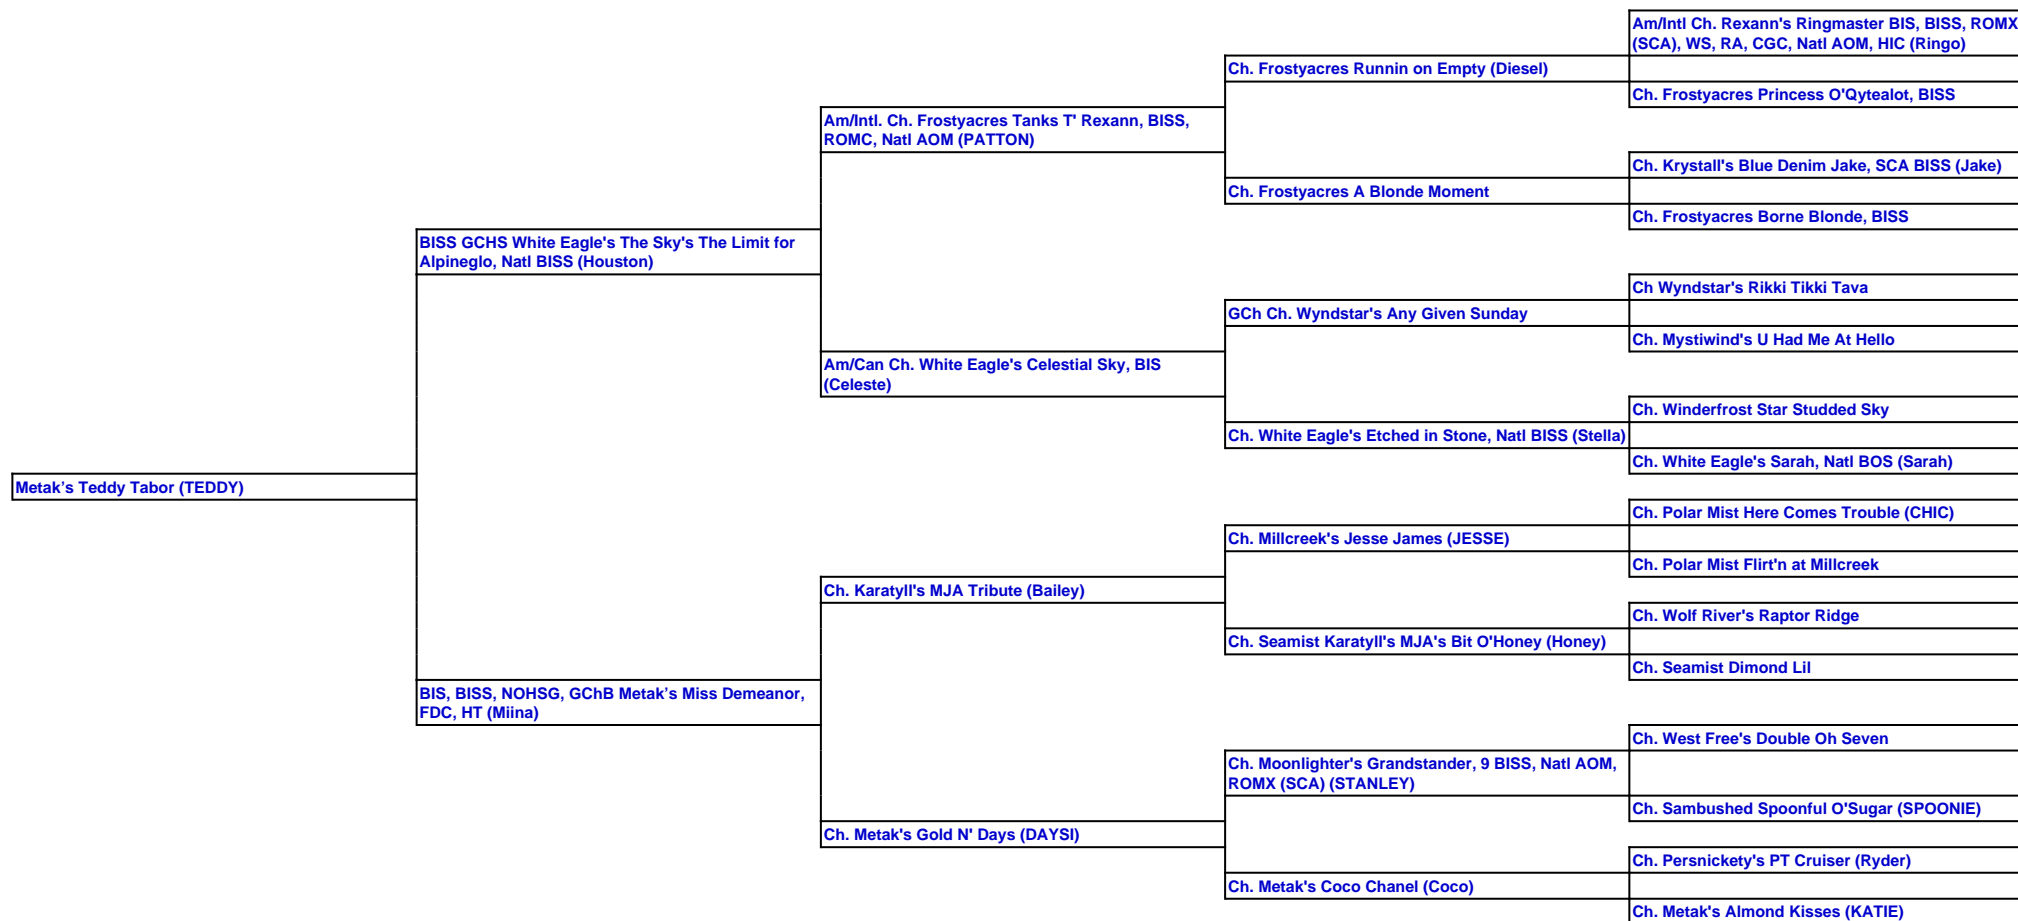 Am/Intl Ch. Rexann's Ringmaster BIS, BISS, ROMX
(SCA), WS, RA, CGC, Natl AOM, HIC (Ringo)
Ch. Frostyacres Runnin on Empty (Diesel)
Ch. Frostyacres Princess O'Qytealot, BISS
Am/Intl. Ch. Frostyacres Tanks T' Rexann, BISS,
ROMC, Natl AOM (PATTON)
Ch. Krystall's Blue Denim Jake, SCA BISS (Jake)
Ch. Frostyacres A Blonde Moment
Ch. Frostyacres Borne Blonde, BISS
BISS GCHS White Eagle's The Sky's The Limit for
Alpineglo, Natl BISS (Houston)
Ch Wyndstar's Rikki Tikki Tava
GCh Ch. Wyndstar's Any Given Sunday
Ch. Mystiwind's U Had Me At Hello
Am/Can Ch. White Eagle's Celestial Sky, BIS
(Celeste)
Ch. Winderfrost Star Studded Sky
Ch. White Eagle's Etched in Stone, Natl BISS (Stella)
Ch. White Eagle's Sarah, Natl BOS (Sarah)
Metak’s Teddy Tabor (TEDDY)
Ch. Polar Mist Here Comes Trouble (CHIC)
Ch. Millcreek's Jesse James (JESSE)
Ch. Polar Mist Flirt'n at Millcreek
Ch. Karatyll's MJA Tribute (Bailey)
Ch. Wolf River's Raptor Ridge
Ch. Seamist Karatyll's MJA's Bit O'Honey (Honey)
Ch. Seamist Dimond Lil
BIS, BISS, NOHSG, GChB Metak’s Miss Demeanor,
FDC, HT (Miina)
Ch. West Free's Double Oh Seven
Ch. Moonlighter's Grandstander, 9 BISS, Natl AOM,
ROMX (SCA) (STANLEY)
Ch. Sambushed Spoonful O'Sugar (SPOONIE)
Ch. Metak's Gold N' Days (DAYSI)
Ch. Persnickety's PT Cruiser (Ryder)
Ch. Metak's Coco Chanel (Coco)
Ch. Metak's Almond Kisses (KATIE)